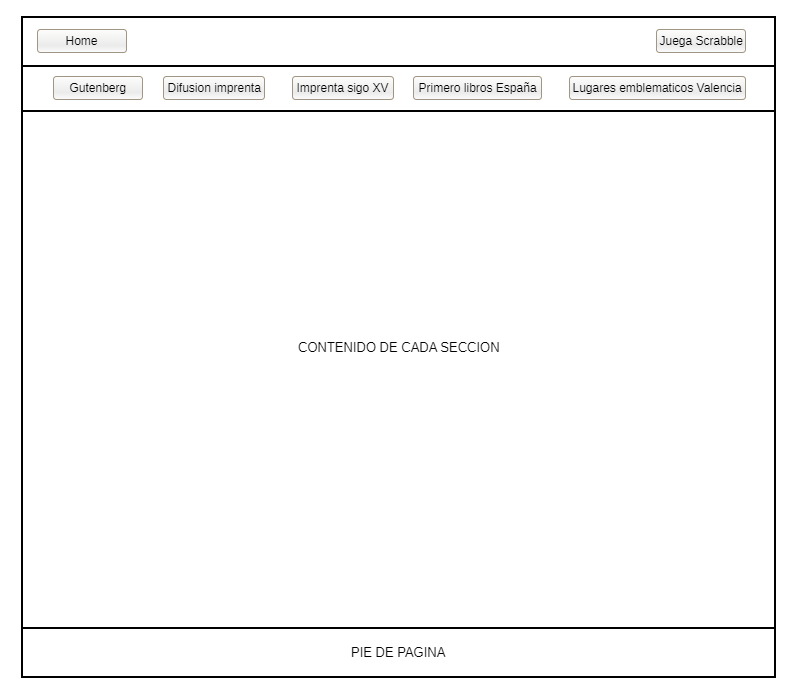 Home
Juega Scrabble
Gutenberg
Difusion imprenta
Imprenta sigo XV
Primero libros España
Lugares emblematicos Valencia
CONTENIDO DE CADA SECCION
PIE DE PAGINA